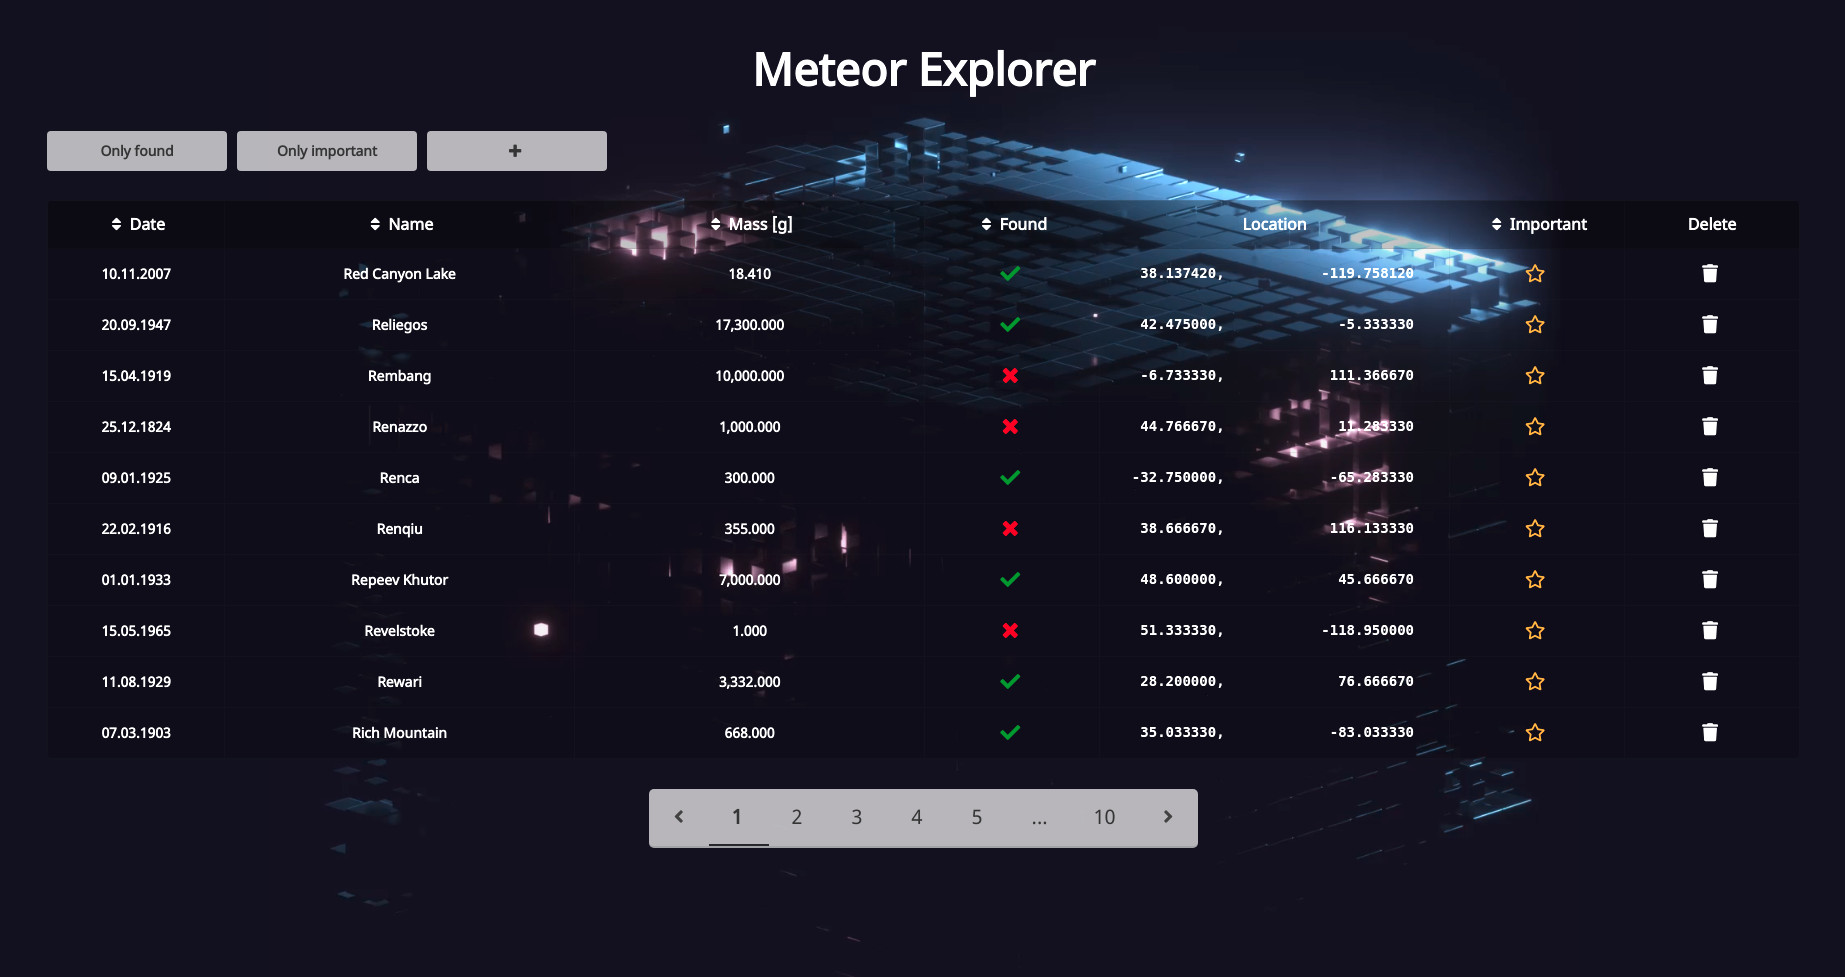 Meteor Explorer
Only found Only important
Date Name Mass [g] Found Location Important Delete
10.11.2007 Red Canyon Lake 18.410 38.137420, -119.758120
20.09.1947 Reliegos 17,300.000 42.475000, -5.333330
15.04.1919 Rembang 10,000.000 -6.733330, 111.366670
25.12.1824 Renazzo 1,000.000 44.766670, 11.283330
09.01.1925 Renca 300.000 -32.750000, -65.283330
22.02.1916 Renqiu 355.000 38.666670, 116.133330
01.01.1933 Repeev Khutor 7,000.000 48.600000, 45.666670
15.05.1965 Revelstoke 1.000 51.333330, -118.950000
11.08.1929 Rewari 3,332.000 28.200000, 76.666670
07.03.1903 Rich Mountain 668.000 35.033330, -83.033330
1 2 3 4 5 ... 10